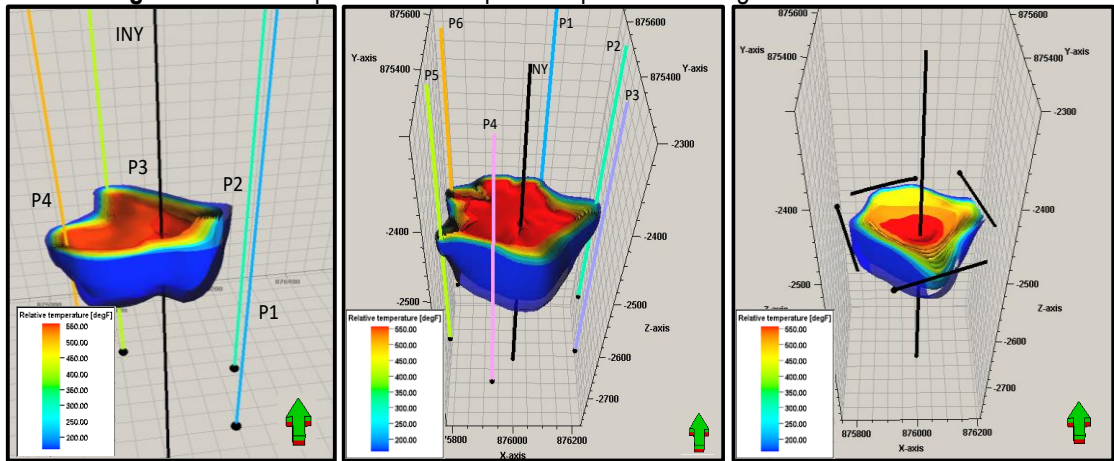 INY
P3
P4
P2
P1
876400
Relative temperature [degF]
550.00
500.00
450.00
400.00
350.00
300.00
250.00
200.00
875600
875600
P6
P1
P2
Y-axis
Y-axis
875400
875400
P5
NY
P3
P4
-2300
-2400
-2400
-2500
-2500
Z-axis
-2600
-2700
Relative temperature [degF]
550.00
500.00
450.00
400.00
350.00
300.00
250.00
200.00
875800
876000
876200
X-axis
875600
875600
Y-axis
Y-axis
875400
875400
-2300
-2400
-2400
-2500
-2500
Z-axis
-2600
-2700
Relative temperature [degF]
550.00
500.00
450.00
400.00
350.00
300.00
250.00
200.00
875800
876000
876200
X-axis